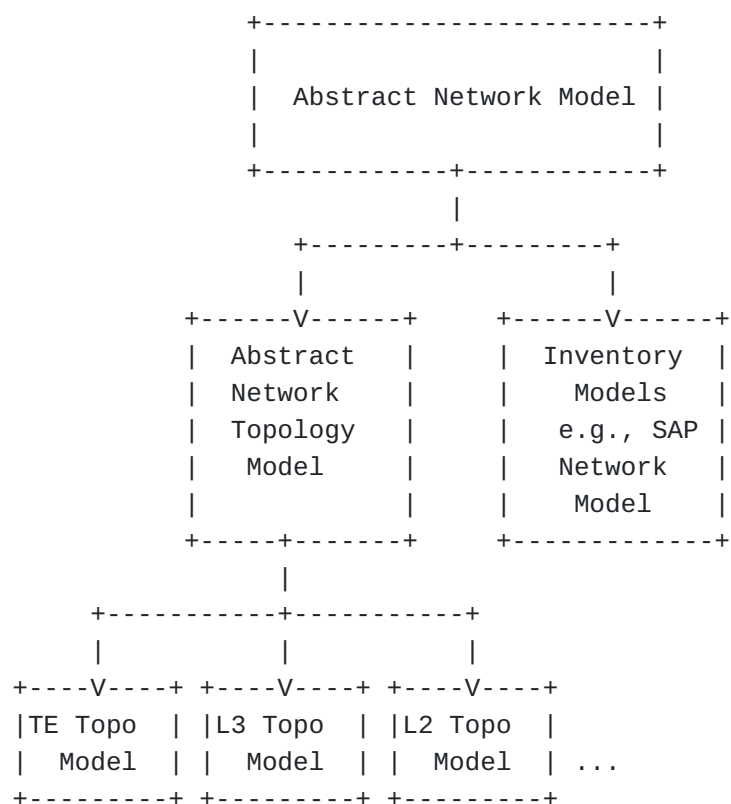 Abstract Network Model
Abstract
Network
Topology
Model
Inventory
Models
e.g., SAP
Network
Model
TE Topo
Model
L3 Topo
Model
L2 Topo
Model
...